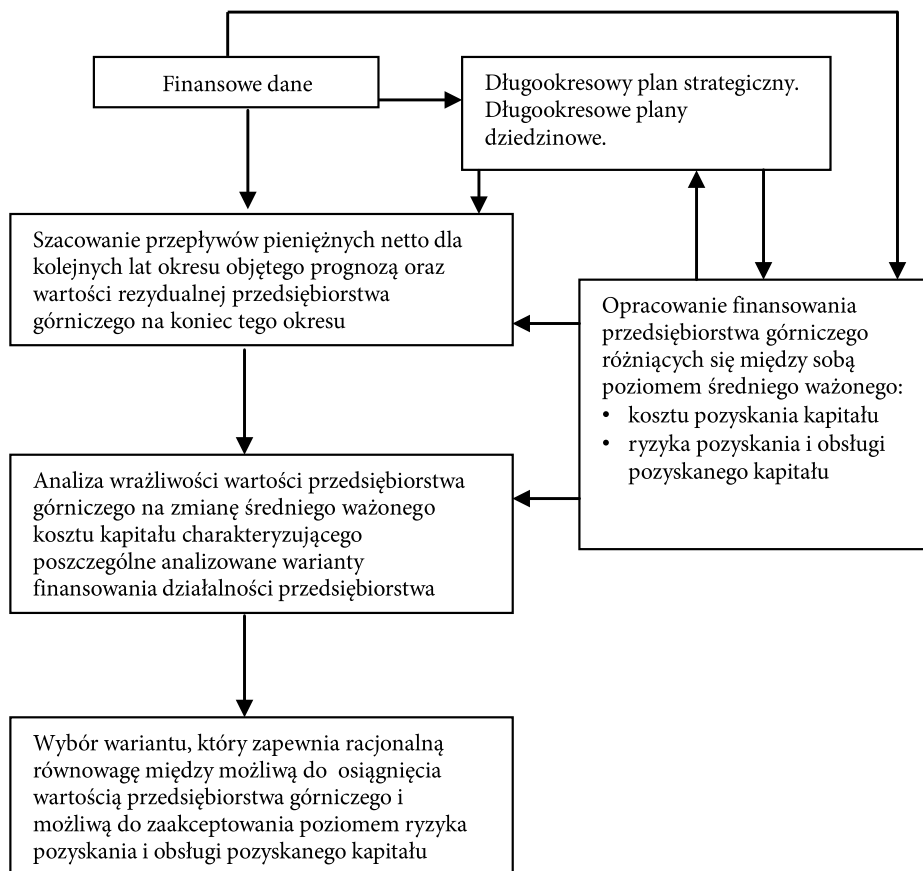 Finansowe dane
Długookresowy plan strategiczny.
Długookresowe plany
dziedzinowe.
Szacowanie przepływów pieniężnych netto dla
kolejnych lat okresu objętego prognozą oraz
wartości rezydualnej przedsiębiorstwa
górniczego na koniec tego okresu
Opracowanie finansowania
przedsiębiorstwa górniczego
różniących się między sobą
poziomem średniego ważonego:
• kosztu pozyskania kapitału
• ryzyka pozyskania i obsługi
pozyskanego kapitału
Analiza wrażliwości wartości przedsiębiorstwa
górniczego na zmianę średniego ważonego
kosztu kapitału charakteryzującego
poszczególne analizowane warianty
finansowania działalności przedsiębiorstwa
Wybór wariantu, który zapewnia racjonalną
równowagę między możliwą do osiągnięcia
wartością przedsiębiorstwa górniczego i
możliwą do zaakceptowania poziomem ryzyka
pozyskania i obsługi pozyskanego kapitału